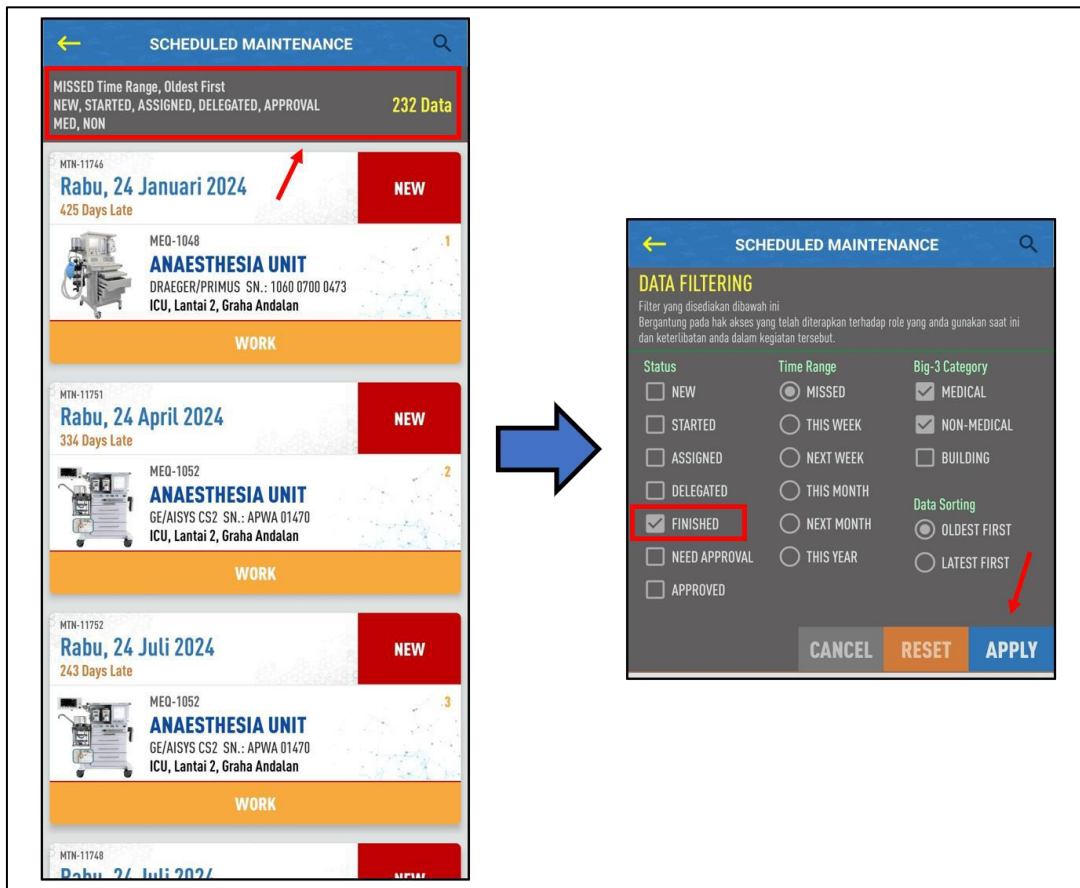 SCHEDULED MAINTENANCE
MISSED Time Range, Oldest First
NEW, STARTED, ASSIGNED, DELEGATED, APPROVAL
MED, NON
232 Data
MTN-11746
Rabu, 24 Januari 2024
425 Days Late
NEW
MEQ-1048
1
ANAESTHESIA UNIT
DRAEGER/PRIMUS SN.: 1060 0700 0473
ICU, Lantai 2, Graha Andalan
WORK
MTN-11751
Rabu, 24 April 2024
334 Days Late
NEW
MEQ-1052
2
ANAESTHESIA UNIT
GE/AISYS CS2 SN.: APWA 01470
ICU, Lantai 2, Graha Andalan
WORK
MTN-11752
Rabu, 24 Juli 2024
243 Days Late
NEW
MEQ-1052
3
ANAESTHESIA UNIT
GE/AISYS CS2 SN.: APWA 01470
ICU, Lantai 2, Graha Andalan
WORK
MTN-11748
Rabu, 24 Juli 2024
NEW
SCHEDULED MAINTENANCE
DATA FILTERING
Filter yang disediakan dibawah ini
Bergantung pada hak akses yang telah diterapkan terhadap role yang anda gunakan saat ini
dan keterlibatan anda dalam kegiatan tersebut.
Status
NEW
STARTED
ASSIGNED
DELEGATED
FINISHED
NEED APPROVAL
APPROVED
Time Range
MISSED
THIS WEEK
NEXT WEEK
THIS MONTH
NEXT MONTH
THIS YEAR
Big-3 Category
MEDICAL
NON-MEDICAL
BUILDING
Data Sorting
OLDEST FIRST
LATEST FIRST
CANCEL
RESET
APPLY